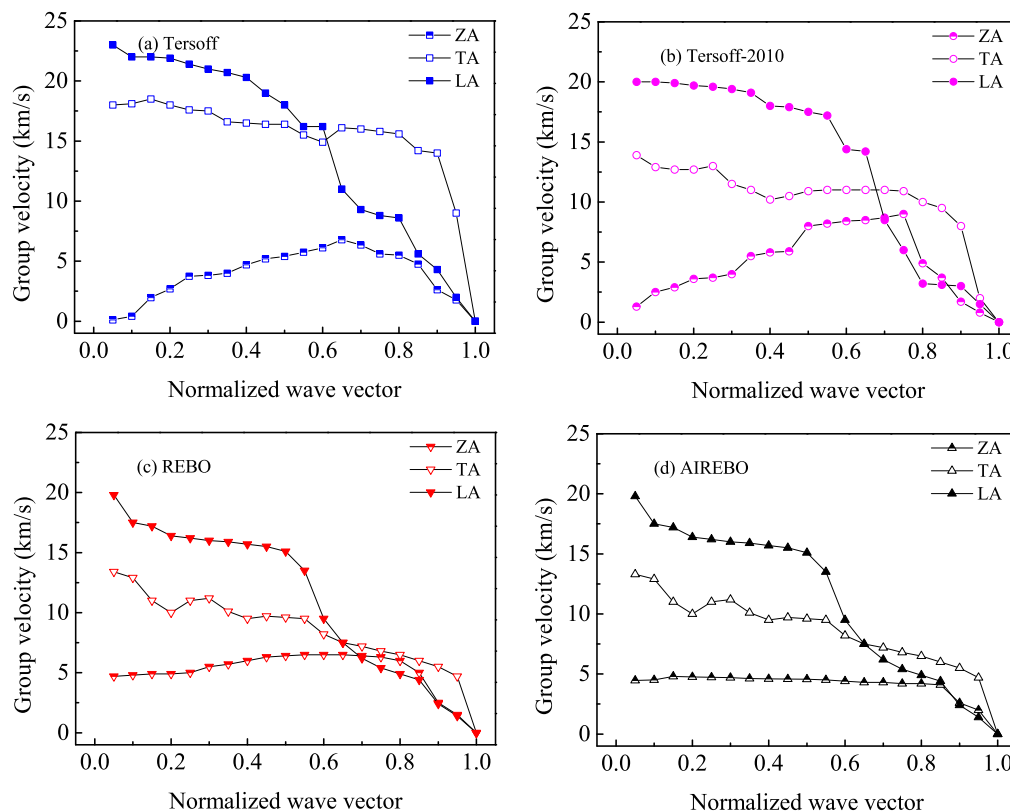 (a) Tersoff
ZA
TA
LA
25
20
15
10
5
0
Group velocity (km/s)
0.0 0.2 0.4 0.6 0.8 1.0
Normalized wave vector
(b) Tersoff-2010
ZA
TA
LA
25
20
15
10
5
0
Group velocity (km/s)
0.0 0.2 0.4 0.6 0.8 1.0
Normalized wave vector
(c) REBO
ZA
TA
LA
25
20
15
10
5
0
Group velocity (km/s)
0.0 0.2 0.4 0.6 0.8 1.0
Normalized wave vector
(d) AIREBO
ZA
TA
LA
25
20
15
10
5
0
Group velocity (km/s)
0.0 0.2 0.4 0.6 0.8 1.0
Normalized wave vector